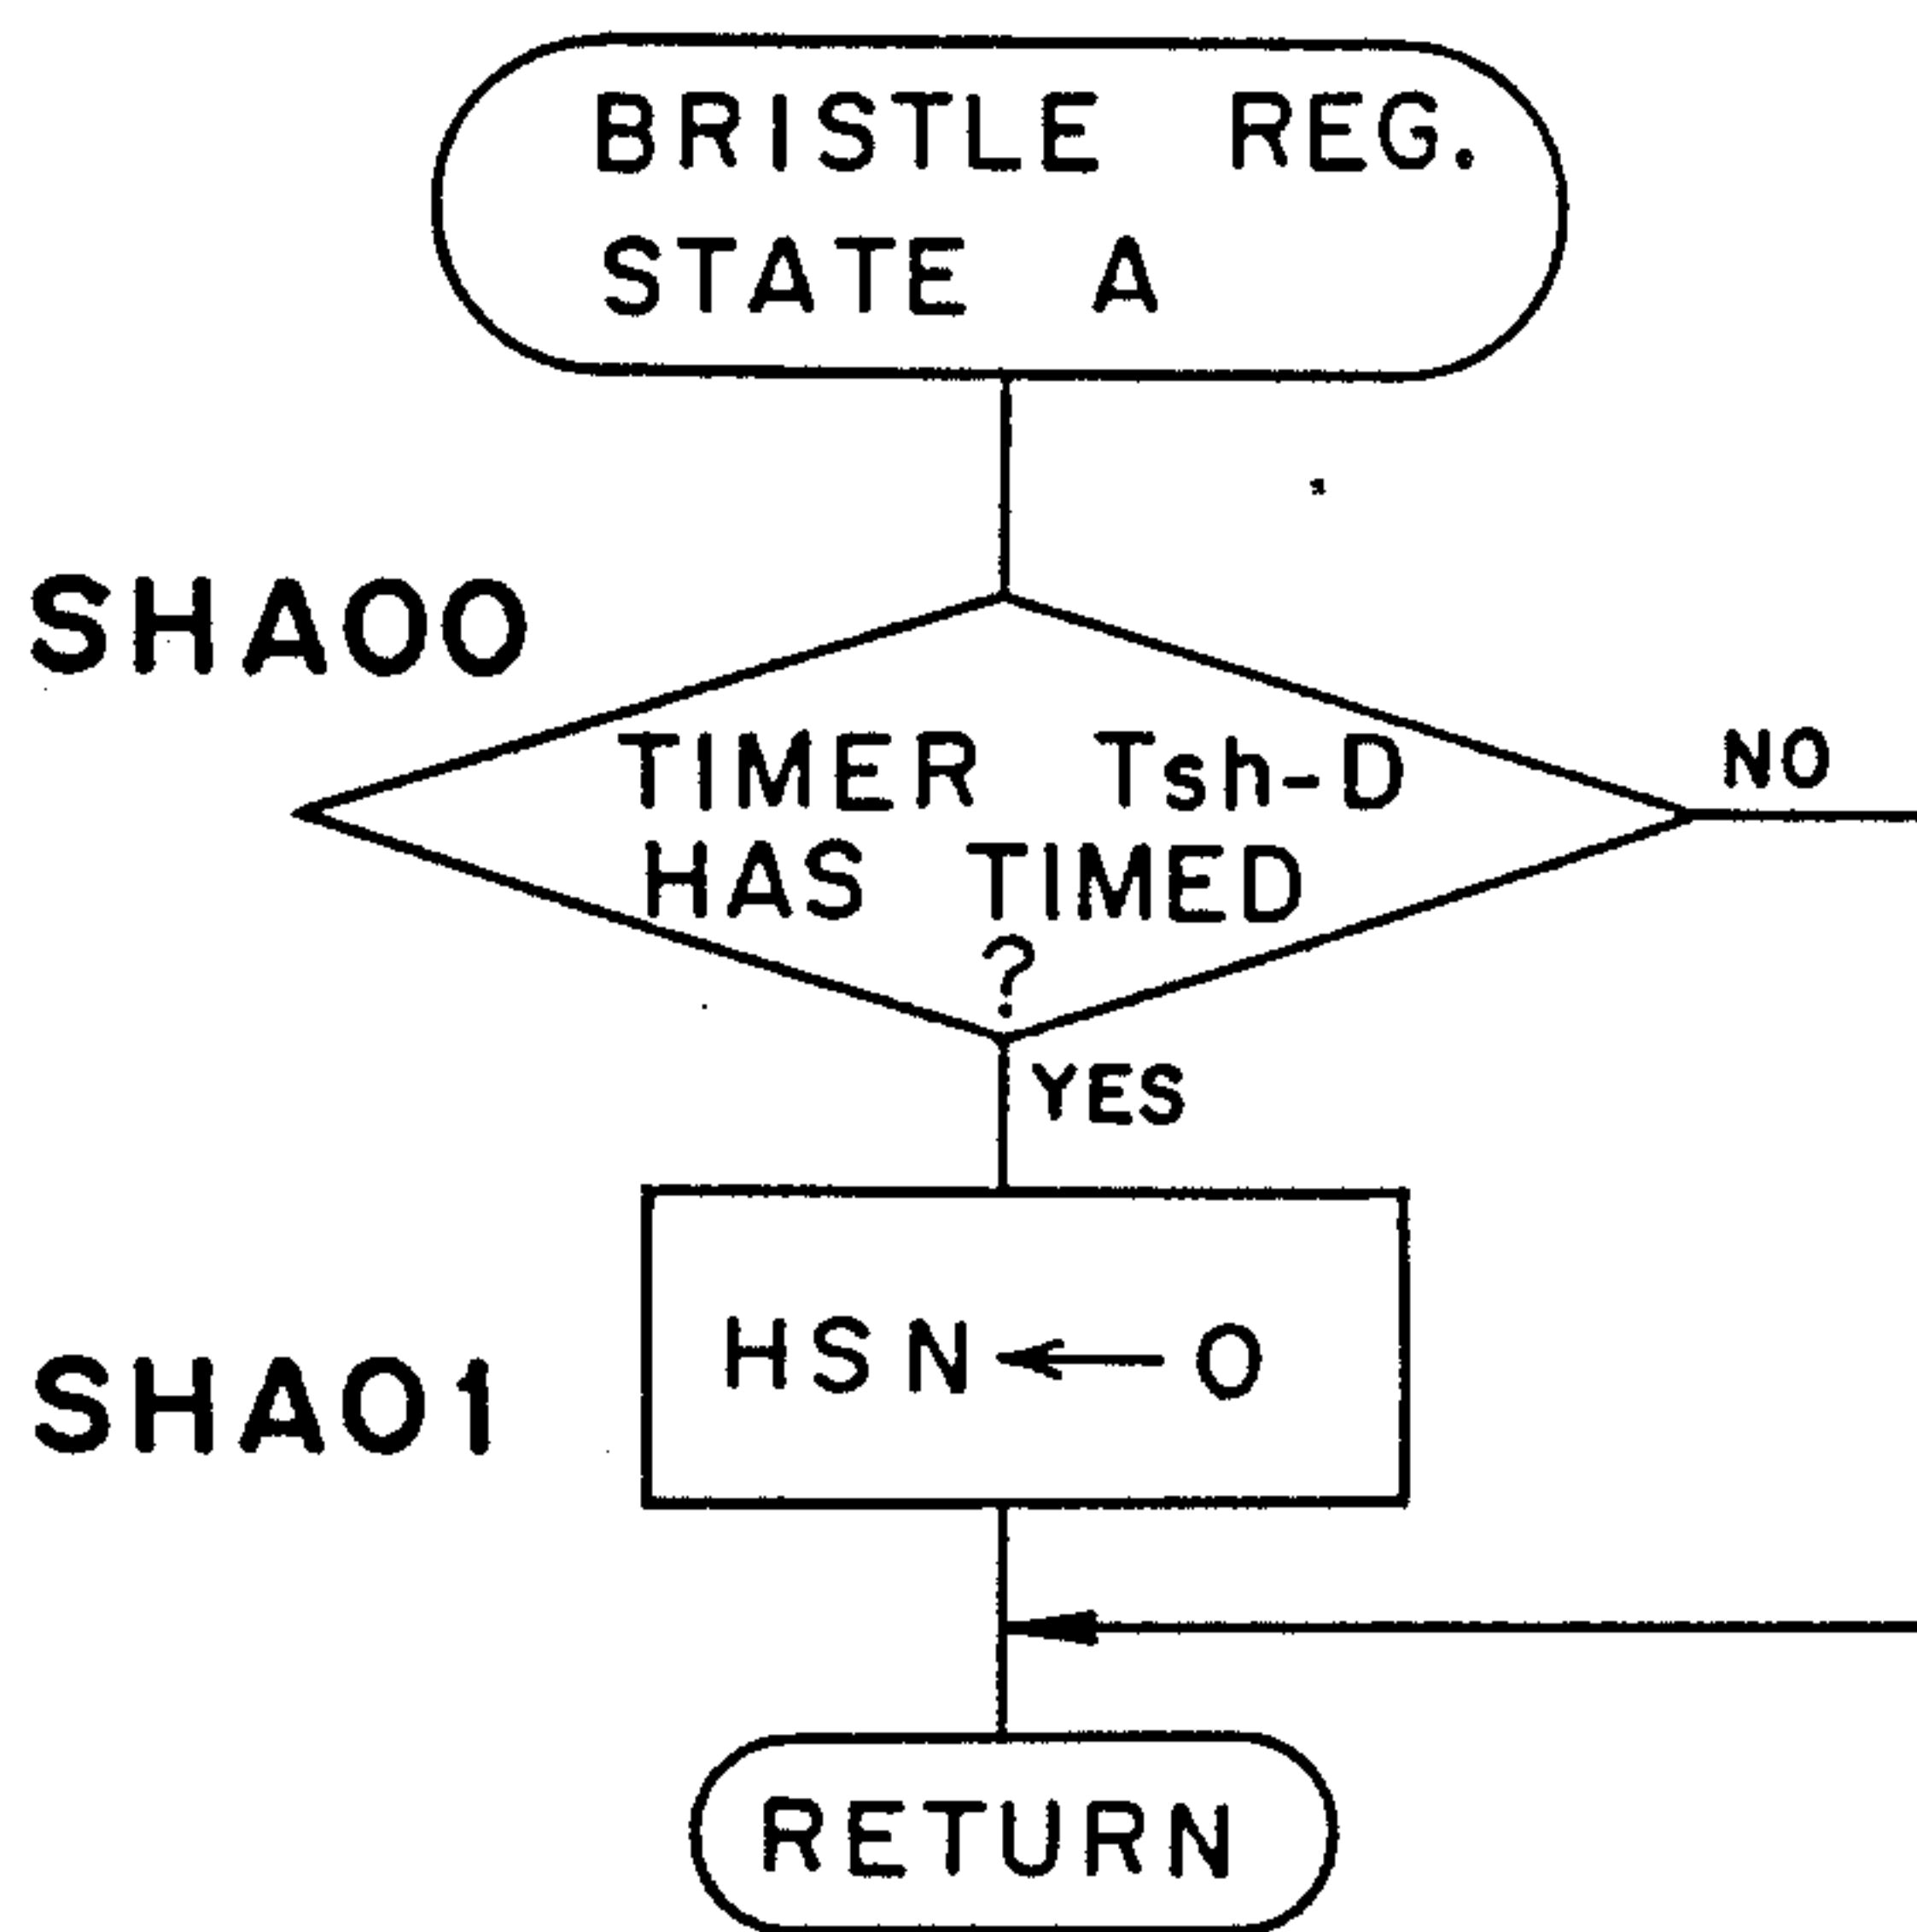 BRISTLE REG.
STATE A
SHA00
TIMER Tsh-D
NO
HAS TIMED
?
YES
HSN ← 0
SHA01
RETURN